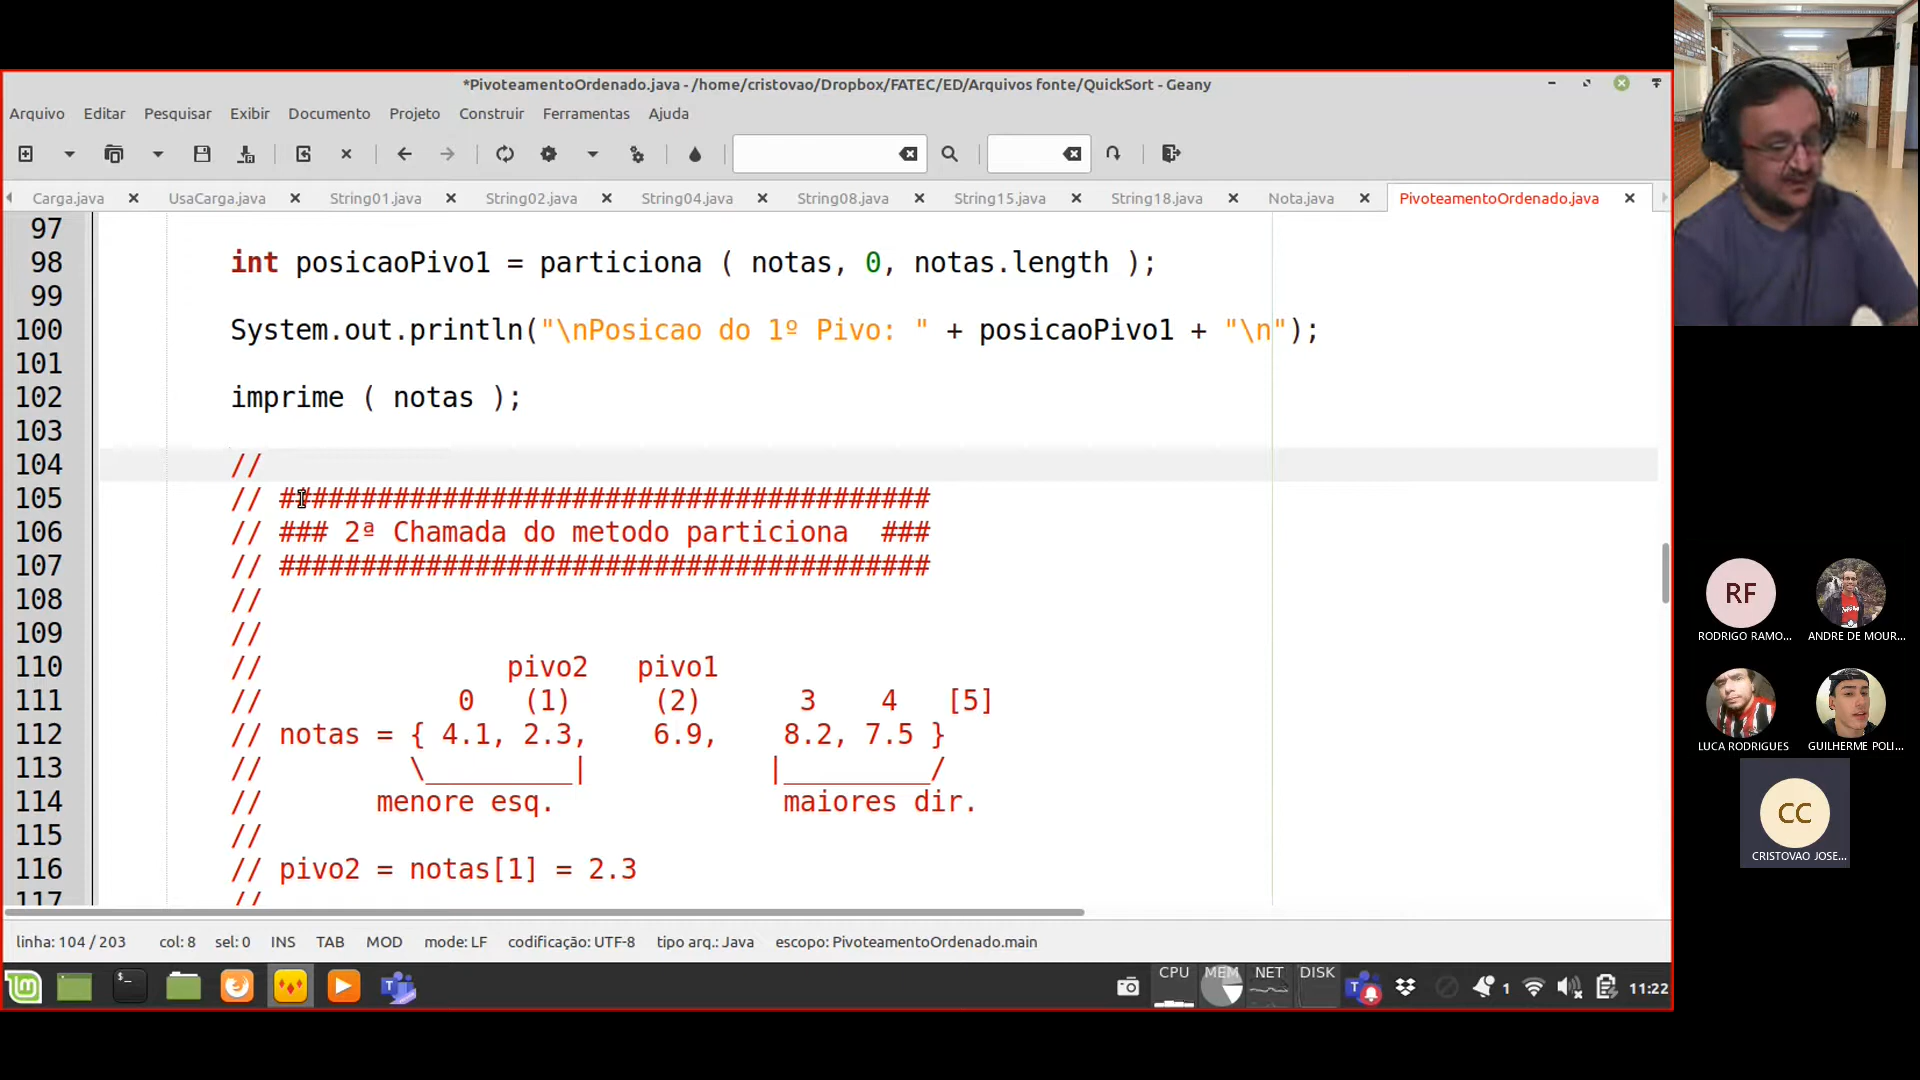 *PivoteamentoOrdenado.java - /home/cristovao/Dropbox/FATEC/ED/Arquivos fonte/QuickSort - Geany
Arquivo Editar Pesquisar Exibir Documento Projeto Construir Ferramentas Ajuda
Carga.java UsaCarga.java String01.java String02.java String04.java String08.java String15.java String18.java Nota.java PivoteamentoOrdenado.java
97
98 int posicaoPivo1 = particiona ( notas, 0, notas.length );
99
100 System.out.println("\nPosicao do 1º Pivo: " + posicaoPivo1 + "\n");
101
102 imprime ( notas );
103
104 //
105 // ########################################
106 // ### 2ª Chamada do metodo particiona  ###
107 // ########################################
108 //
109 //
110 // pivo2 pivo1
111 // 0 (1) (2) 3 4 [5]
112 // notas = { 4.1, 2.3, 6.9, 8.2, 7.5 }
113 // \_________| |_________/
114 // menore esq. maiores dir.
115 //
116 // pivo2 = notas[1] = 2.3
117 //
linha: 104 / 203 col: 8 sel: 0 INS TAB MOD mode: LF codificação: UTF-8 tipo arq.: Java escopo: PivoteamentoOrdenado.main
CPU MEM NET DISK
1 11:22
RF
RODRIGO RAMO... ANDRE DE MOUR...
LUCA RODRIGUES GUILHERME POLI...
CC
CRISTOVAO JOSE...